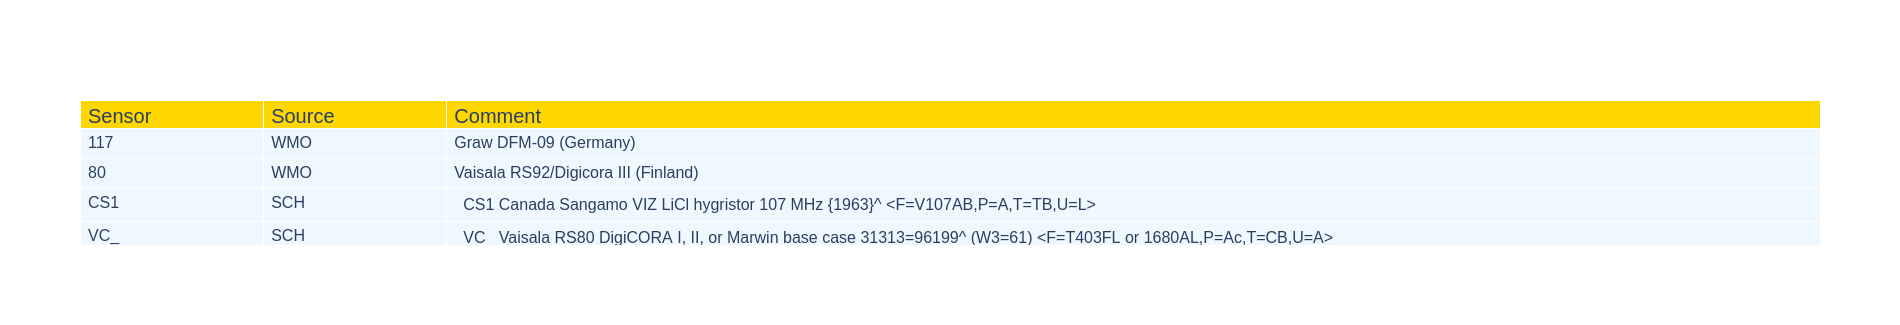 Sensor Source Comment
117 WMO Graw DFM-09 (Germany)
80 WMO Vaisala RS92/Digicora III (Finland)
CS1 SCH CS1 Canada Sangamo VIZ LiCl hygristor 107 MHz {1963}^ <F=V107AB,P=A,T=TB,U=L>
VC_ SCH VC_ Vaisala RS80 DigiCORA I, II, or Marwin base case 31313=96199^ (W3=61) <F=T403FL or 1680AL,P=Ac,T=CB,U=A>